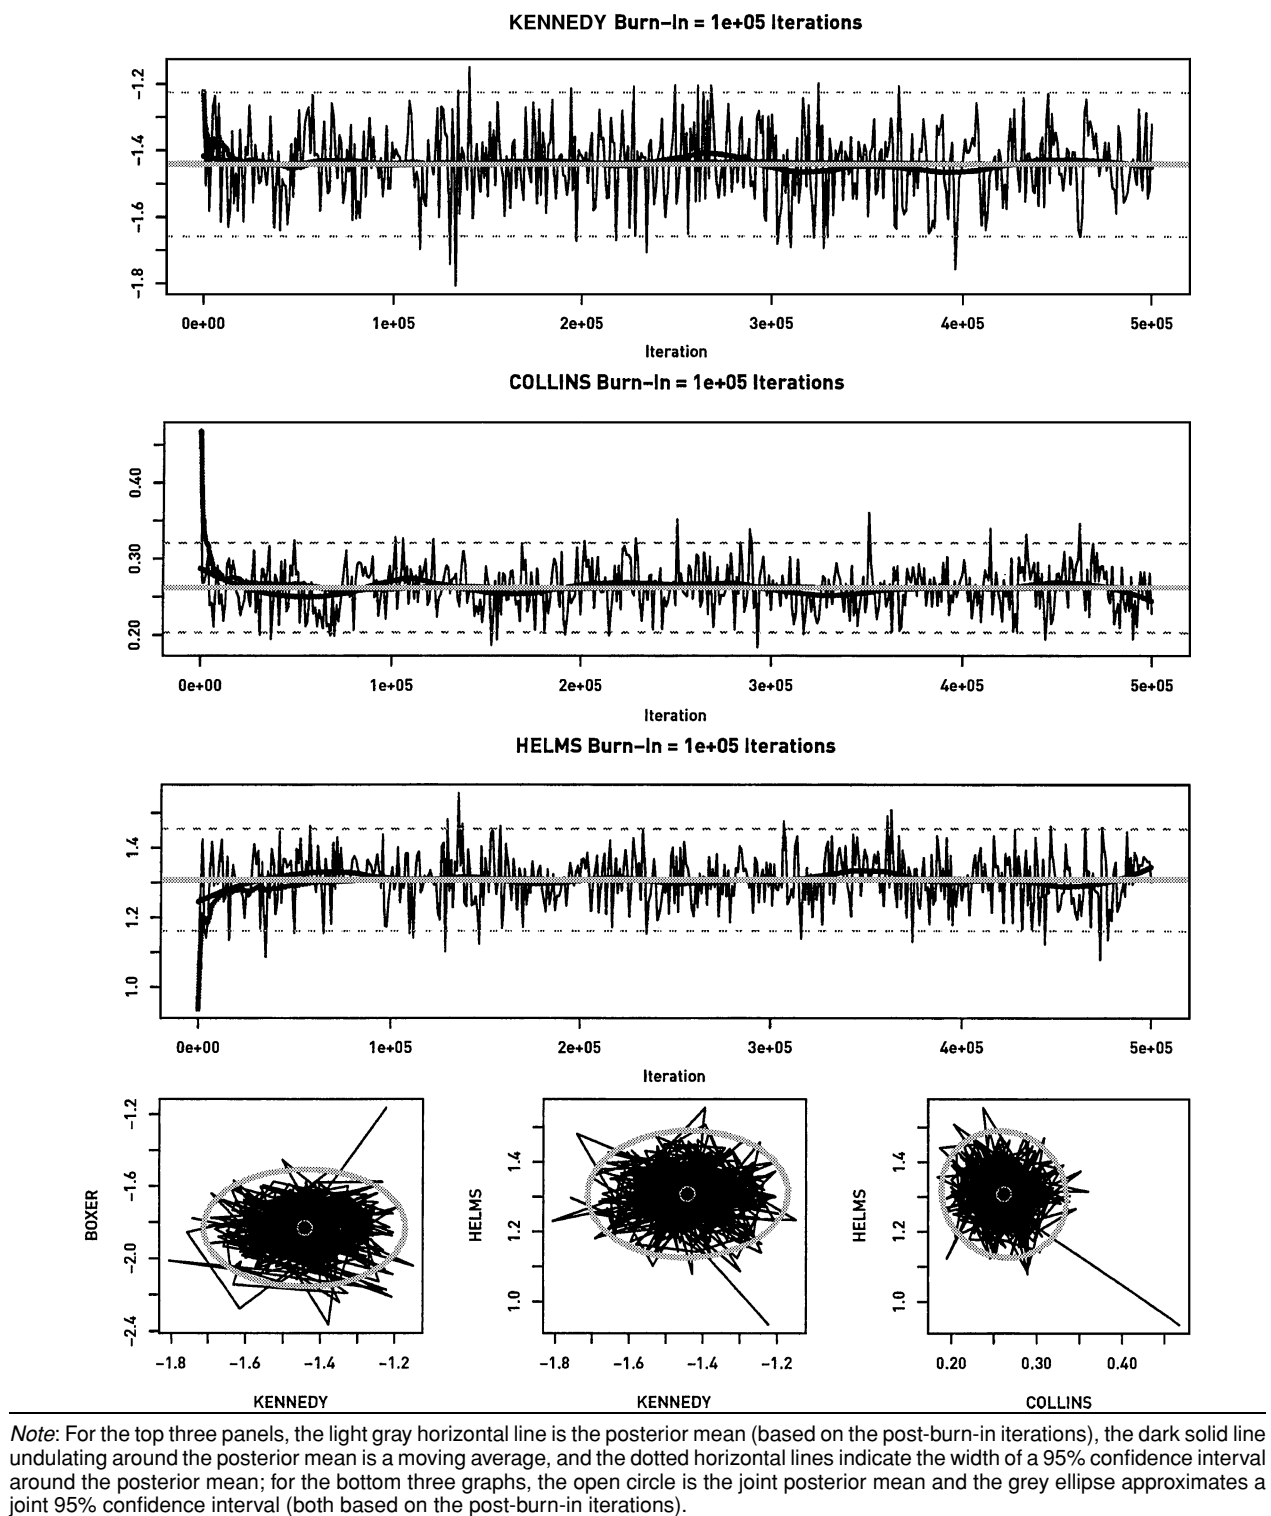 KENNEDY Burn–In = 1e+05 Iterations
−1.2
−1.4
−1.6
−1.8
0e+00 1e+05 2e+05 3e+05 4e+05 5e+05
Iteration
COLLINS Burn–In = 1e+05 Iterations
0.40
0.30
0.20
0e+00 1e+05 2e+05 3e+05 4e+05 5e+05
Iteration
HELMS Burn–In = 1e+05 Iterations
1.4
1.2
1.0
0e+00 1e+05 2e+05 3e+05 4e+05 5e+05
Iteration
BOXER
−1.2
−1.6
−2.0
−2.4
−1.8 −1.6 −1.4 −1.2
KENNEDY
HELMS
1.4
1.2
1.0
−1.8 −1.6 −1.4 −1.2
KENNEDY
HELMS
1.4
1.2
1.0
0.20 0.30 0.40
COLLINS
Note: For the top three panels, the light gray horizontal line is the posterior mean (based on the post-burn-in iterations), the dark solid line
undulating around the posterior mean is a moving average, and the dotted horizontal lines indicate the width of a 95% confidence interval
around the posterior mean; for the bottom three graphs, the open circle is the joint posterior mean and the grey ellipse approximates a
joint 95% confidence interval (both based on the post-burn-in iterations).